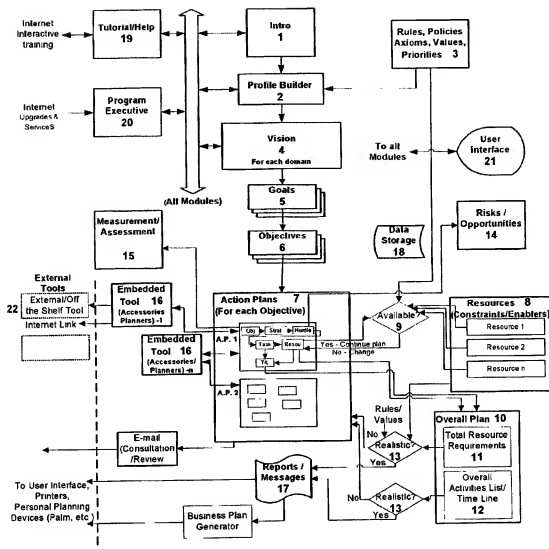 Internet
Interactive
training
Tutorial/Help
19
Intro
1
Rules, Policies
Axioms, Values,
Priorities 3
Profile Builder
2
Internet
Upgrades &
ServiceS
Program
Executive
20
Vision
4
For each domain
To all
Modules
User
interface
21
(All Modules)
Goals
5
Measurement/
Assessment
15
Objectives
6
Data
Storage
18
Risks /
Opportunities
14
External
Tools
22
External/Off
the Shelf Tool
Internet Link
Embedded
Tool 16
(Accessories
Planners) -1
Embedded
Tool 16
(Accessories/
Planners) -n
Action Plans 7
(For each Objective)
A.P. 1
Obj
Strat
Hurdle
Task
Resou
TA
A.P. 2
Available?
9
Yes - Continue plan
No - Change
Resources 8
(Constraints/Enablers)
Resource 1
Resource 2
Resource n
Rules/
Values
Overall Plan 10
Total Resource
Requirements
11
Overall
Activities List/
Time Line
12
No
Realistic?
13
Yes
No
Realistic?
13
Yes
E-mail
(Consultation
/Review
Reports /
Messages
17
To User Interface,
Printers,
Personal Planning
Devices (Palm, etc
Business Plan
Generator